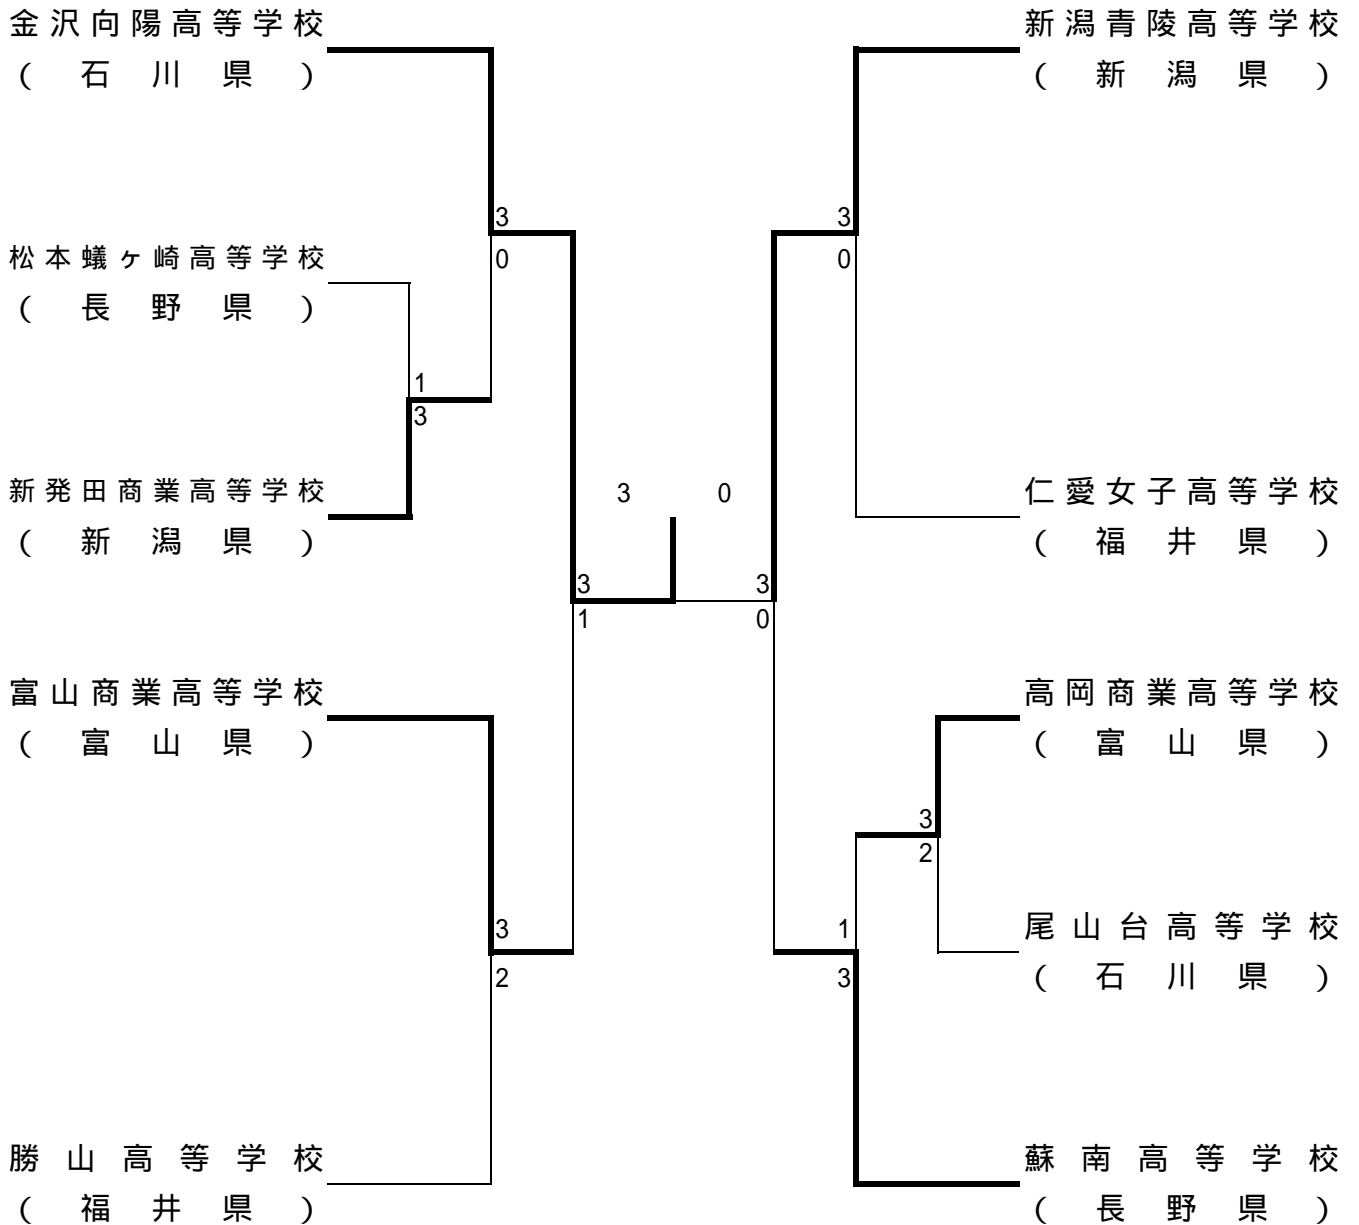 金沢向陽高等学校
(石川県)
松本蟻ヶ崎高等学校
(長野県)
新発田商業高等学校
(新潟県)
富山商業高等学校
(富山県)
勝山高等学校
(福井県)
3
0
1
3
3
1
3
2
3 0
3
0
3
0
3
2
1
3
新潟青陵高等学校
(新潟県)
仁愛女子高等学校
(福井県)
高岡商業高等学校
(富山県)
尾山台高等学校
(石川県)
蘇南高等学校
(長野県)